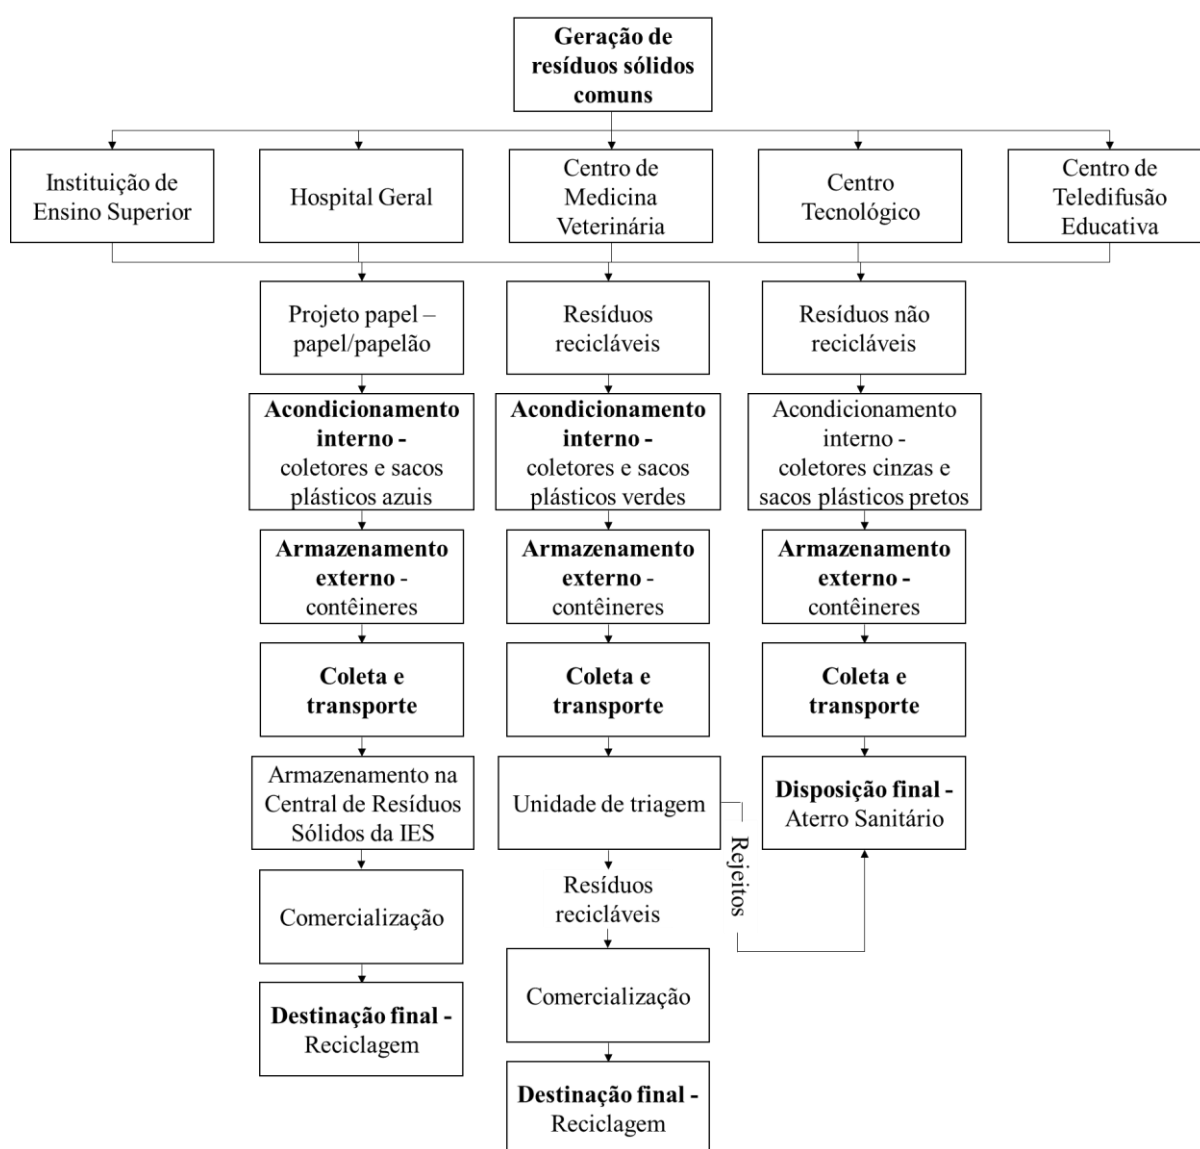 Geração de
resíduos sólidos
comuns
Instituição de
Ensino Superior
Hospital Geral
Centro de
Medicina
Veterinária
Centro
Tecnológico
Centro de
Teledifusão
Educativa
Projeto papel –
papel/papelão
Resíduos
recicláveis
Resíduos não
recicláveis
Acondicionamento
interno -
coletores e sacos
plásticos azuis
Acondicionamento
interno -
coletores e sacos
plásticos verdes
Acondicionamento
interno -
coletores cinzas e
sacos plásticos pretos
Armazenamento
externo -
contêineres
Armazenamento
externo -
contêineres
Armazenamento
externo -
contêineres
Coleta e
transporte
Coleta e
transporte
Coleta e
transporte
Armazenamento na
Central de Resíduos
Sólidos da IES
Unidade de triagem
Disposição final -
Aterro Sanitário
Rejeitos
Comercialização
Resíduos
recicláveis
Comercialização
Destinação final -
Reciclagem
Destinação final -
Reciclagem